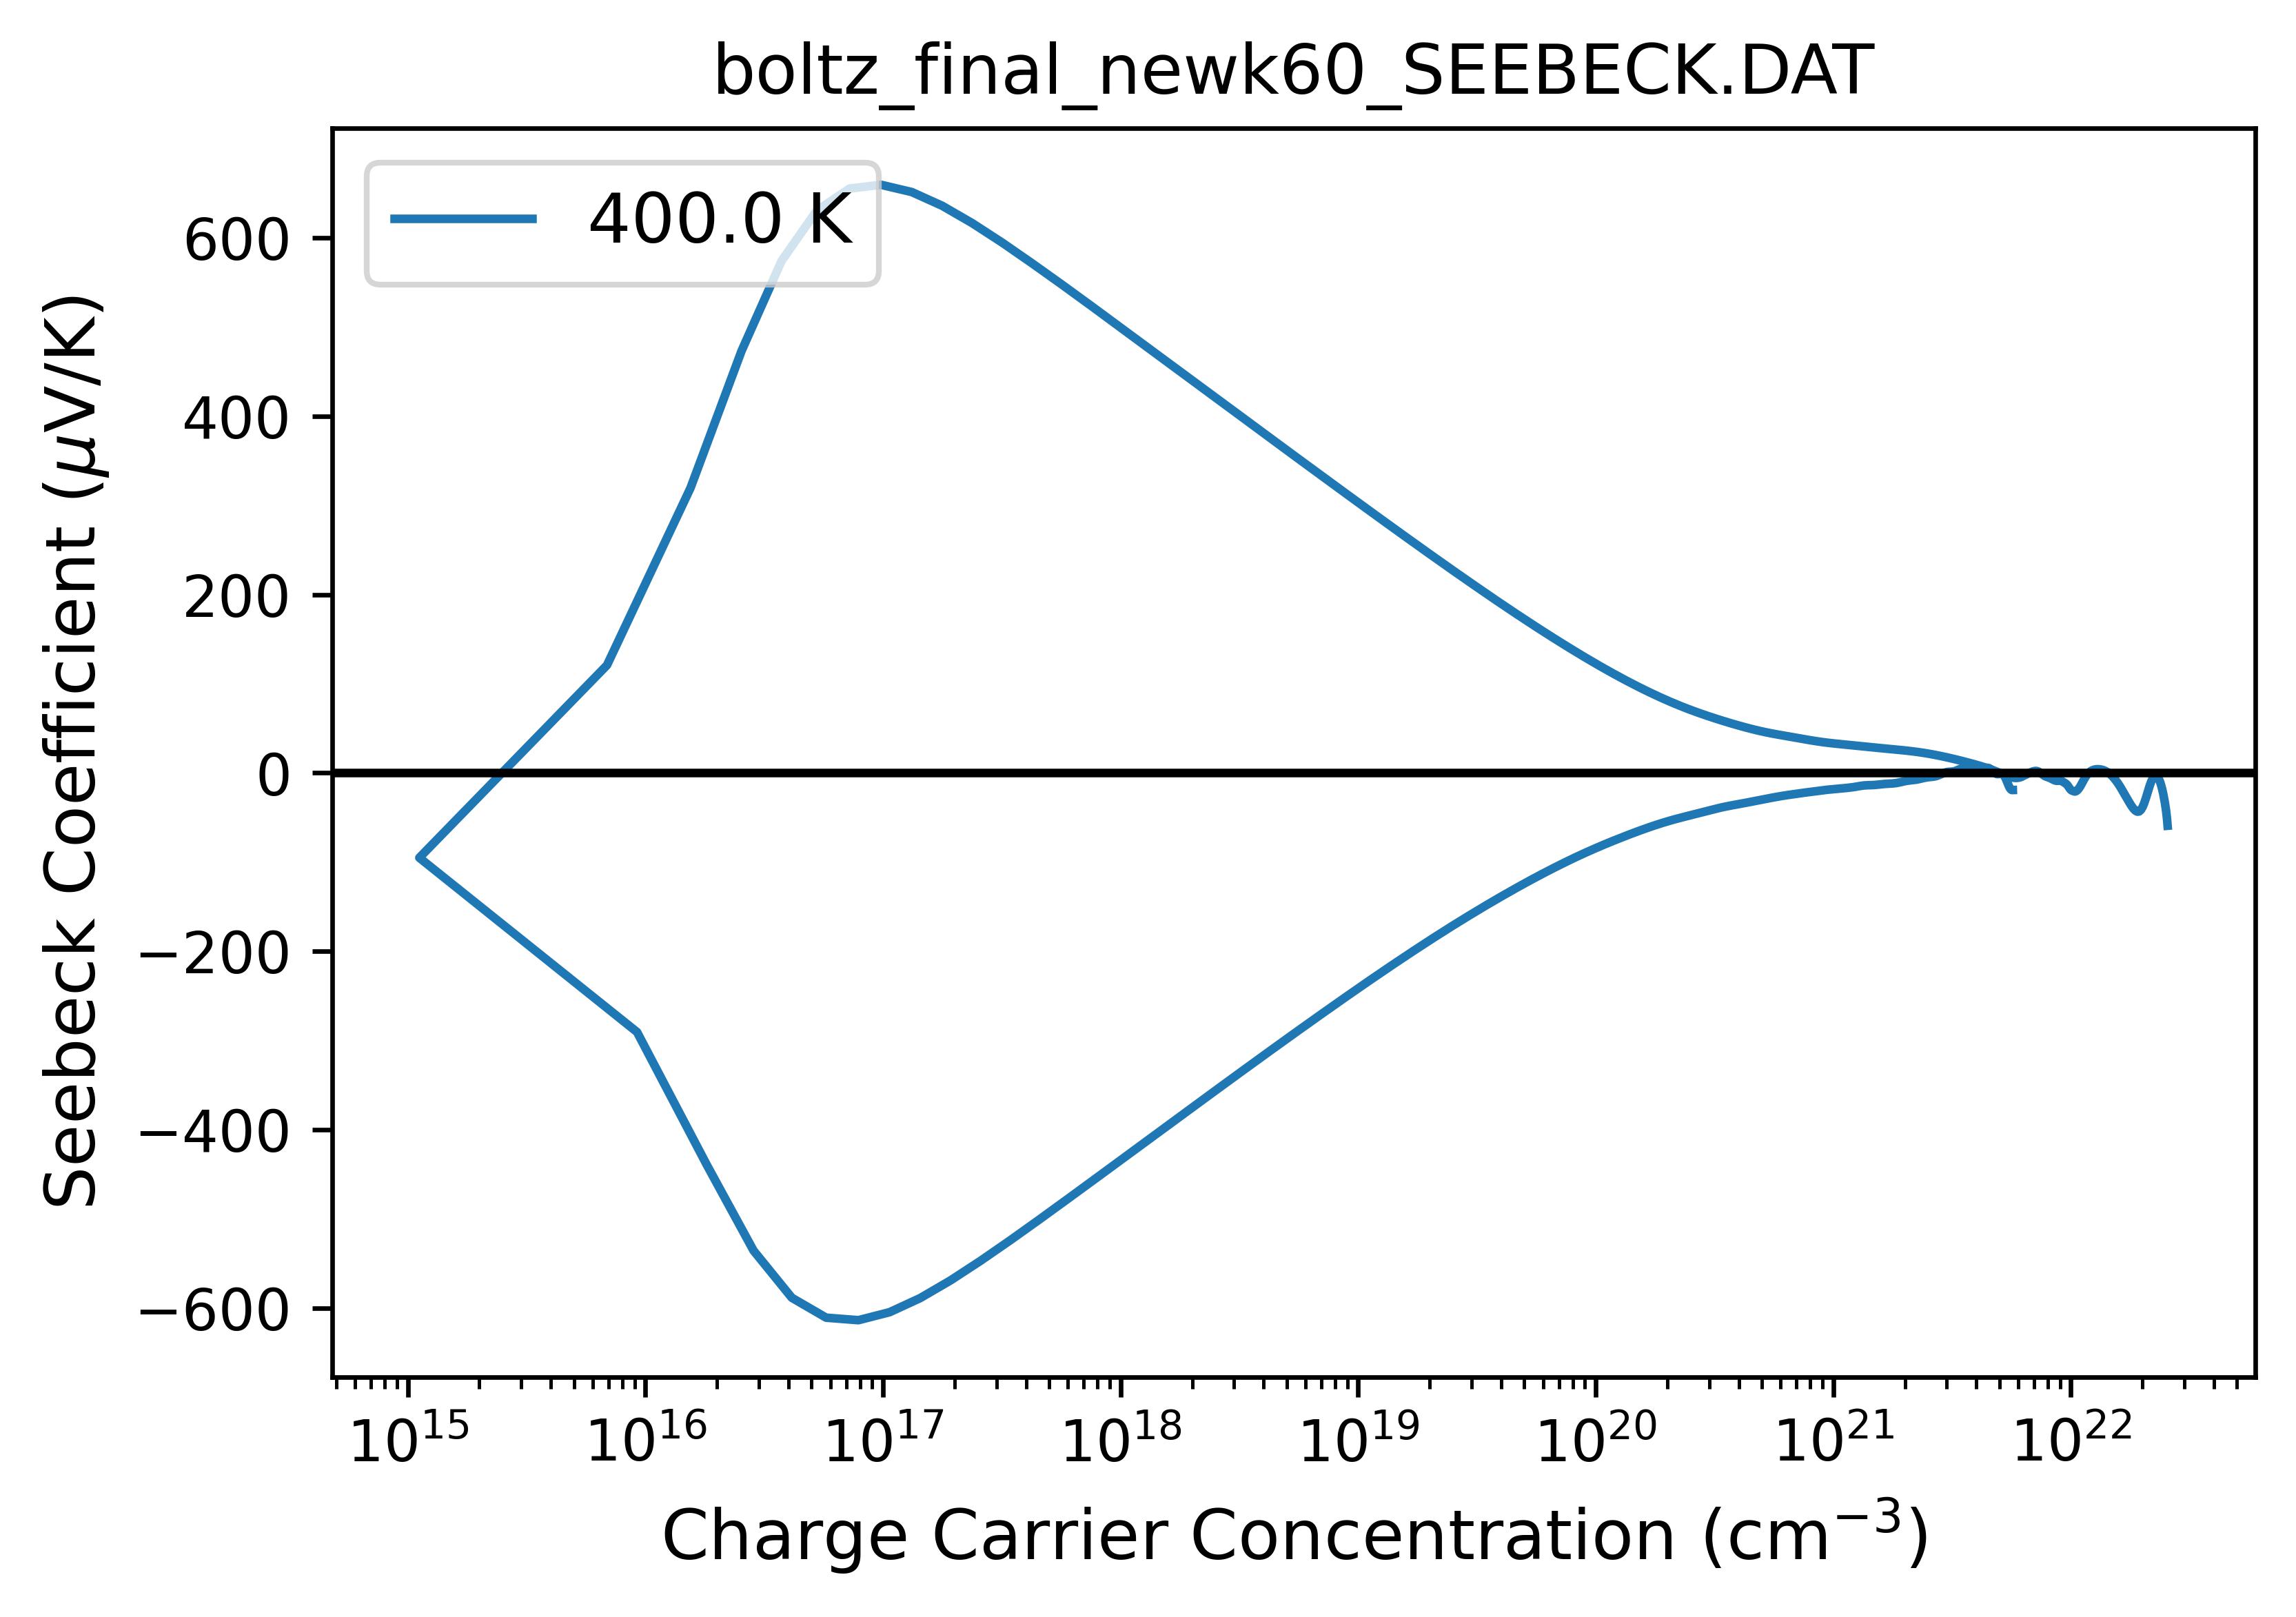 boltz_final_newk60_SEEBECK.DAT
400.0 K
Seebeck Coefficient (μV/K)
600
400
200
0
−200
−400
−600
10¹⁵ 10¹⁶ 10¹⁷ 10¹⁸ 10¹⁹ 10²⁰ 10²¹ 10²²
Charge Carrier Concentration (cm⁻³)